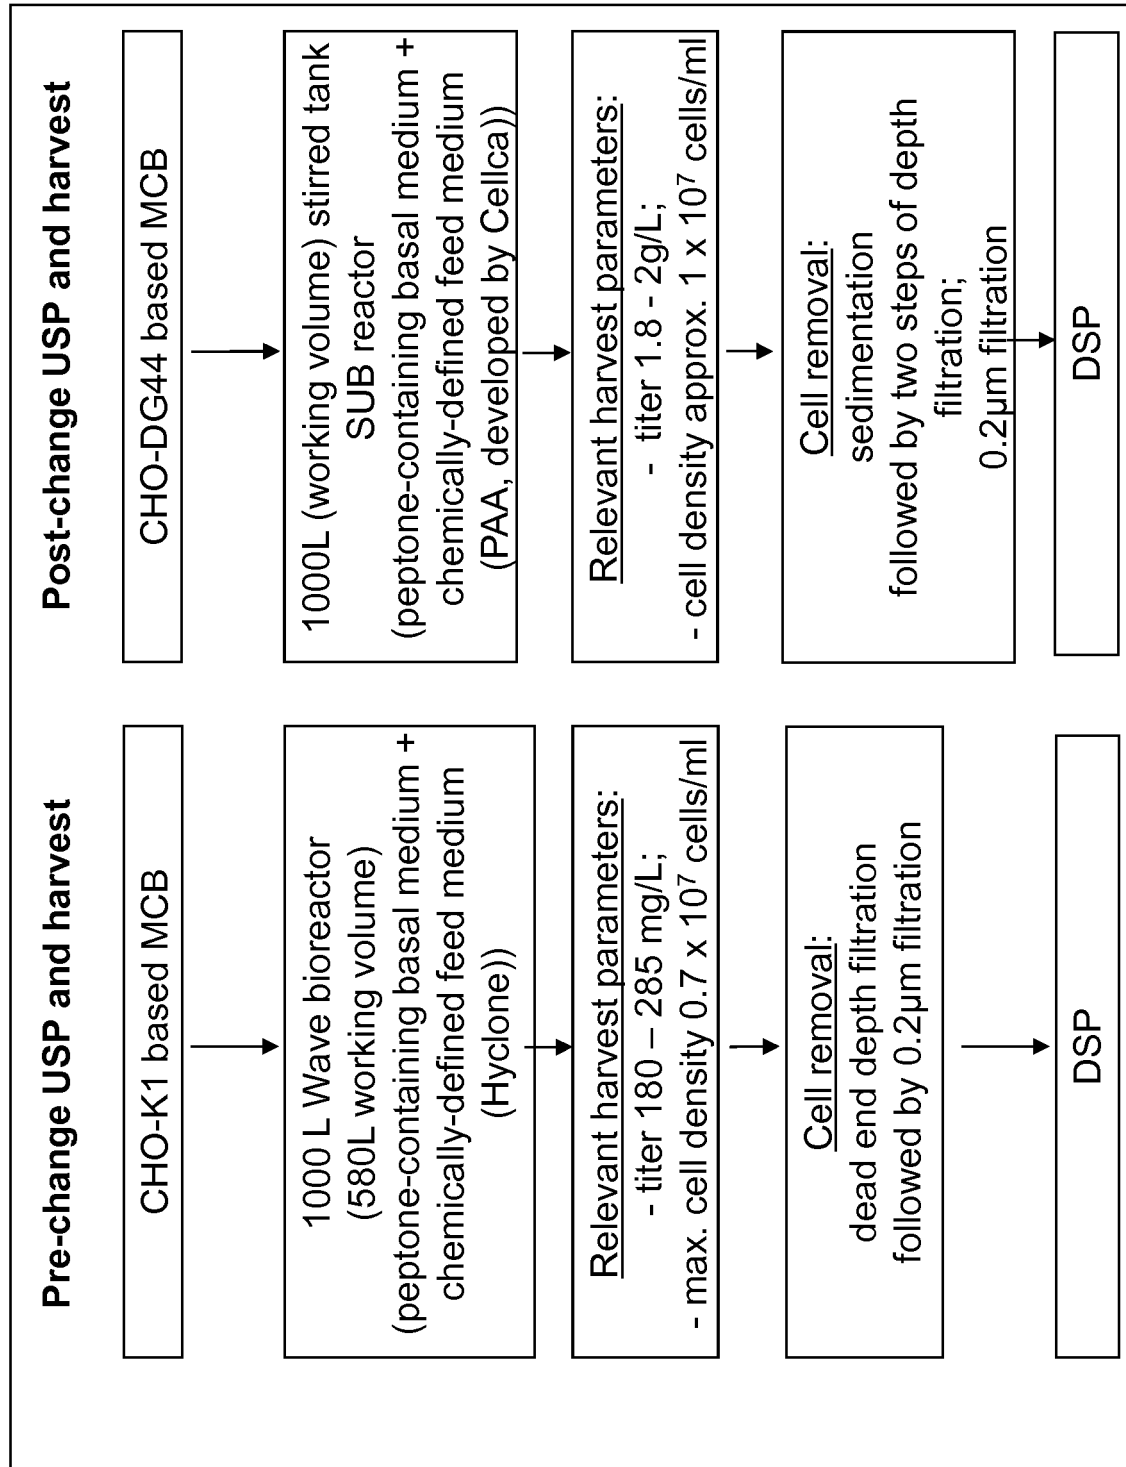 Pre-change USP and harvest
CHO-K1 based MCB
1000 L Wave bioreactor
(580L working volume)
(peptone-containing basal medium +
chemically-defined feed medium
(Hyclone))
Relevant harvest parameters:
- titer 180 – 285 mg/L;
- max. cell density 0.7 x 10⁷ cells/ml
Cell removal:
dead end depth filtration
followed by 0.2µm filtration
DSP
Post-change USP and harvest
CHO-DG44 based MCB
1000L (working volume) stirred tank
SUB reactor
(peptone-containing basal medium +
chemically-defined feed medium
(PAA, developed by Cellca))
Relevant harvest parameters:
- titer 1.8 - 2g/L;
- cell density approx. 1 x 10⁷ cells/ml
Cell removal:
sedimentation
followed by two steps of depth
filtration;
0.2µm filtration
DSP